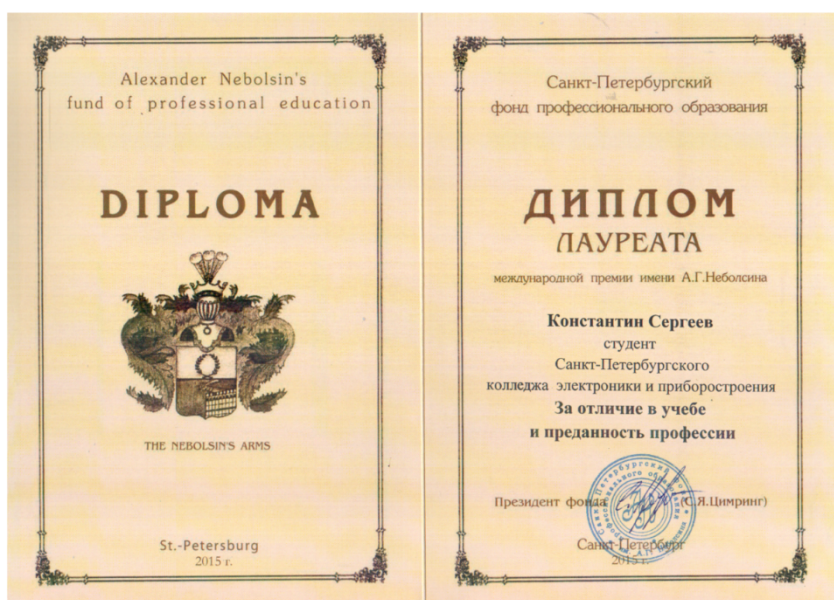 Alexander Nebolsin's
fund of professional education
DIPLOMA
THE NEBOLSIN'S ARMS
St.-Petersburg
2015 г.
Санкт-Петербургский
фонд профессионального образования
ДИПЛОМ
ЛАУРЕАТА
международной премии имени А.Г.Неболсина
Константин Сергеев
студент
Санкт-Петербургского
колледжа электроники и приборостроения
За отличие в учебе
и преданность профессии
Президент фонда (С.Я.Цимринг)
Санкт-Петербург
2015 г.